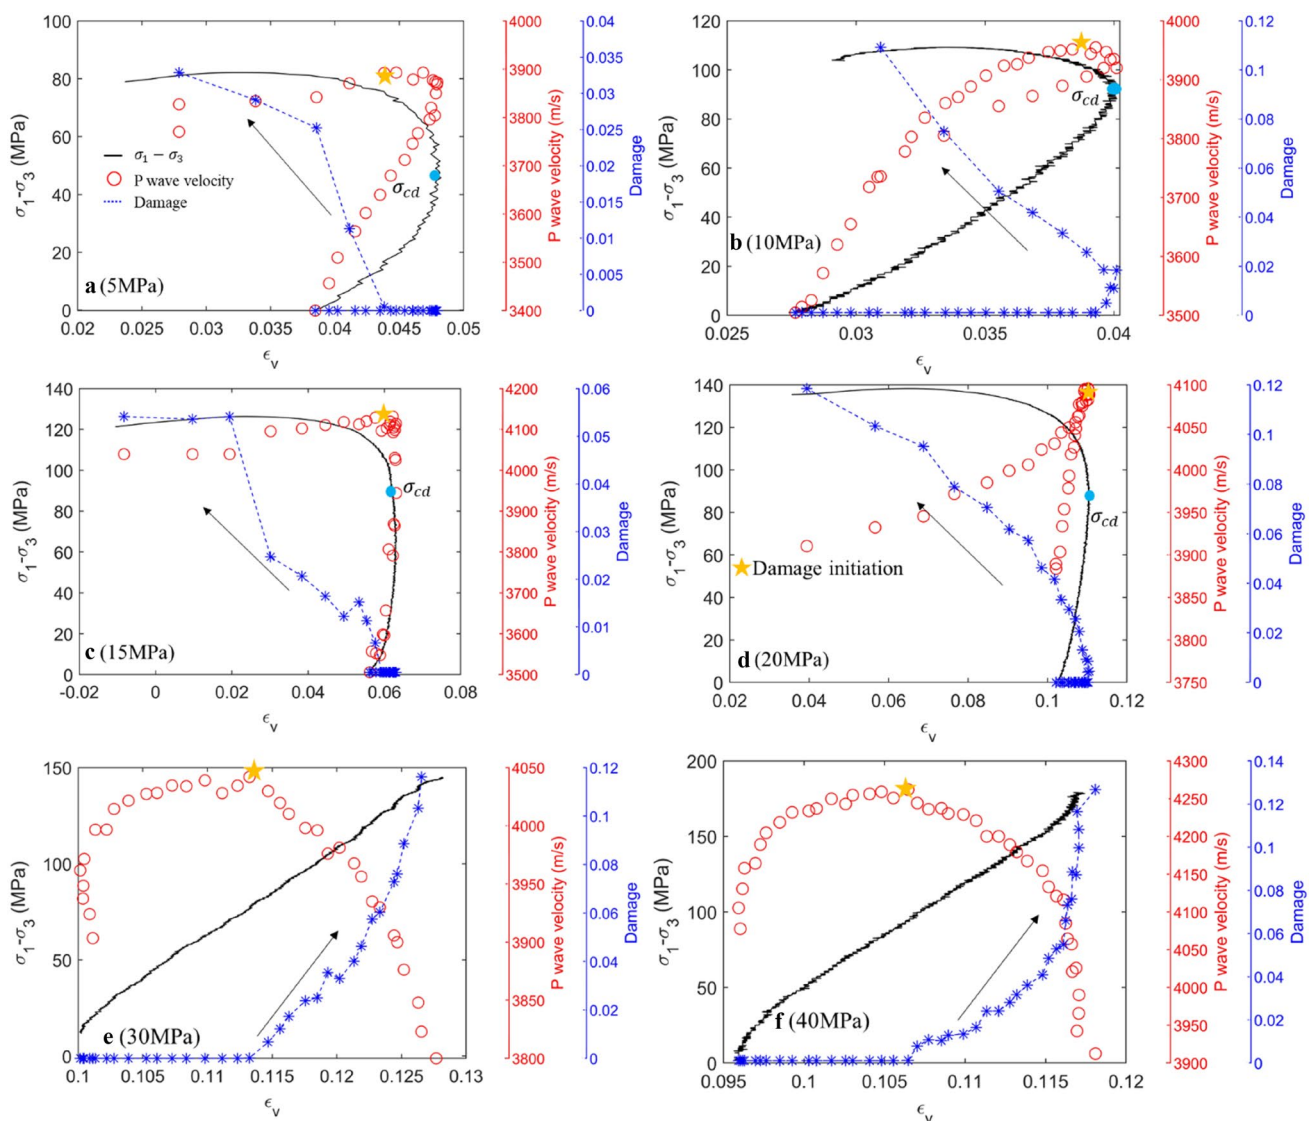 100
80
60
40
20
0
σ₁-σ₃ (MPa)
σ₁ − σ₃
P wave velocity
Damage
σcd
a (5MPa)
0.02 0.025 0.03 0.035 0.04 0.045 0.05
ϵv
4000
3900
3800
3700
3600
3500
3400
P wave velocity (m/s)
0.04
0.035
0.03
0.025
0.02
0.015
0.01
0.005
0
Damage
120
100
80
60
40
20
0
σ₁-σ₃ (MPa)
σcd
b (10MPa)
0.025 0.03 0.035 0.04
ϵv
4000
3900
3800
3700
3600
3500
P wave velocity (m/s)
0.12
0.1
0.08
0.06
0.04
0.02
0
Damage
140
120
100
80
60
40
20
0
σ₁-σ₃ (MPa)
σcd
c (15MPa)
-0.02 0 0.02 0.04 0.06 0.08
ϵv
4200
4100
4000
3900
3800
3700
3600
3500
P wave velocity (m/s)
0.06
0.05
0.04
0.03
0.02
0.01
0
Damage
140
120
100
80
60
40
20
0
σ₁-σ₃ (MPa)
σcd
Damage initiation
d (20MPa)
0.02 0.04 0.06 0.08 0.1 0.12
ϵv
4100
4050
4000
3950
3900
3850
3800
3750
P wave velocity (m/s)
0.12
0.1
0.08
0.06
0.04
0.02
0
Damage
150
100
50
0
σ₁-σ₃ (MPa)
e (30MPa)
0.1 0.105 0.11 0.115 0.12 0.125 0.13
ϵv
4050
4000
3950
3900
3850
3800
P wave velocity (m/s)
0.12
0.1
0.08
0.06
0.04
0.02
0
Damage
200
150
100
50
0
σ₁-σ₃ (MPa)
f (40MPa)
0.095 0.1 0.105 0.11 0.115 0.12
ϵv
4300
4250
4200
4150
4100
4050
4000
3950
3900
P wave velocity (m/s)
0.14
0.12
0.1
0.08
0.06
0.04
0.02
0
Damage